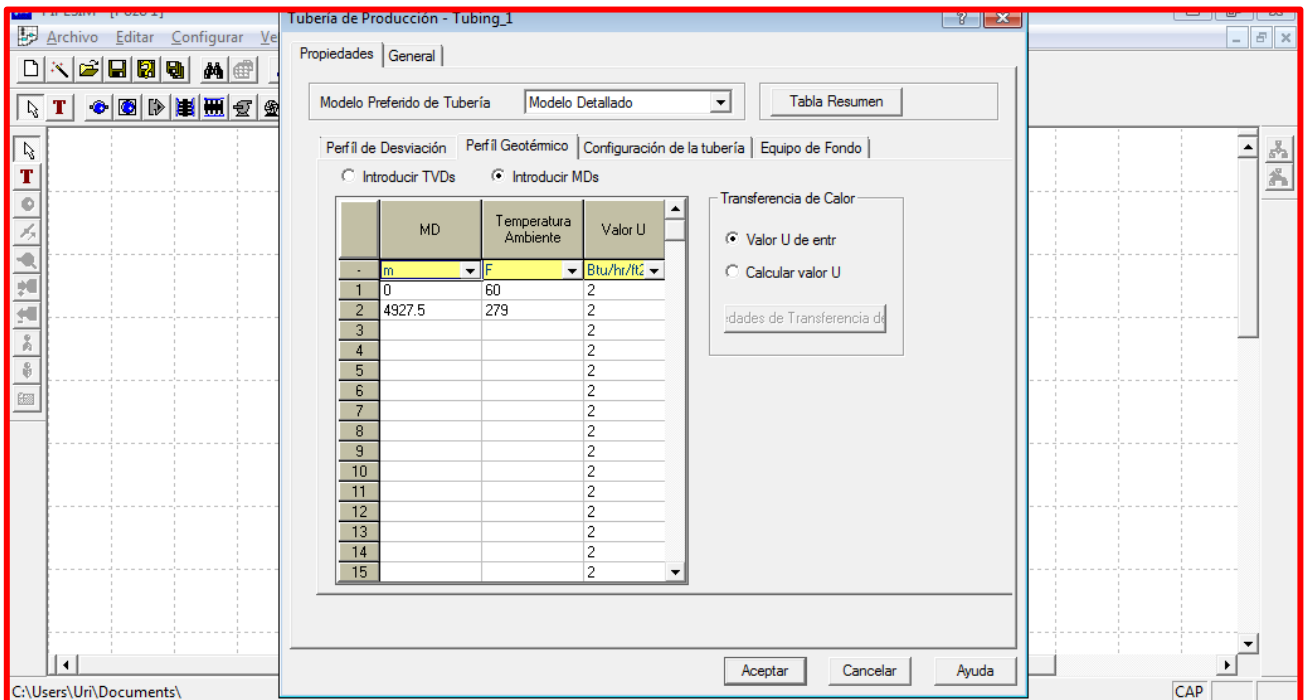 Tubería de Producción - Tubing_1
Archivo Editar Configurar Ve
Propiedades General
Modelo Preferido de Tubería Modelo Detallado Tabla Resumen
Perfíl de Desviación Perfíl Geotérmico Configuración de la tubería Equipo de Fondo
Introducir TVDs Introducir MDs
Transferencia de Calor
MD Temperatura Ambiente Valor U
Valor U de entr
- m F Btu/hr/ft2
Calcular valor U
1 0 60 2
2 4927.5 279 2
edades de Transferencia de
3 2
4 2
5 2
6 2
7 2
8 2
9 2
10 2
11 2
12 2
13 2
14 2
15 2
Aceptar Cancelar Ayuda
C:\Users\Uri\Documents\ CAP